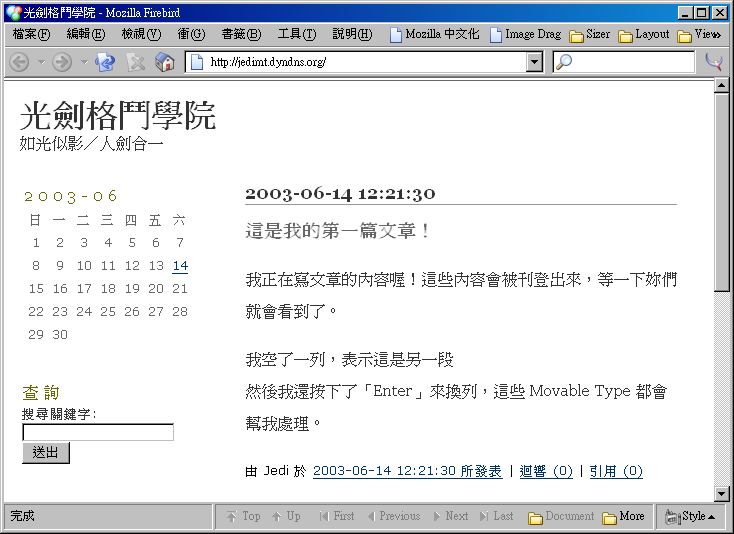 光劍格鬥學院 - Mozilla Firebird
檔案(F) 編輯(E) 檢視(V) 衝(G) 書籤(B) 工具(T) 說明(H) Mozilla 中文化 Image Drag Sizer Layout View
http://jedimt.dyndns.org/
光劍格鬥學院
如光似影／人劍合一
2003-06
日 一 二 三 四 五 六
1 2 3 4 5 6 7
8 9 10 11 12 13 14
15 16 17 18 19 20 21
22 23 24 25 26 27 28
29 30
查詢
搜尋關鍵字:
送出
2003-06-14 12:21:30
這是我的第一篇文章！
我正在寫文章的內容喔！這些內容會被刊登出來，等一下妳們
就會看到了。
我空了一列，表示這是另一段
然後我還按下了「Enter」來換列，這些 Movable Type 都會
幫我處理。
由 Jedi 於 2003-06-14 12:21:30 所發表 | 迴響 (0) | 引用 (0)
完成 Top Up First Previous Next Last Document More Style